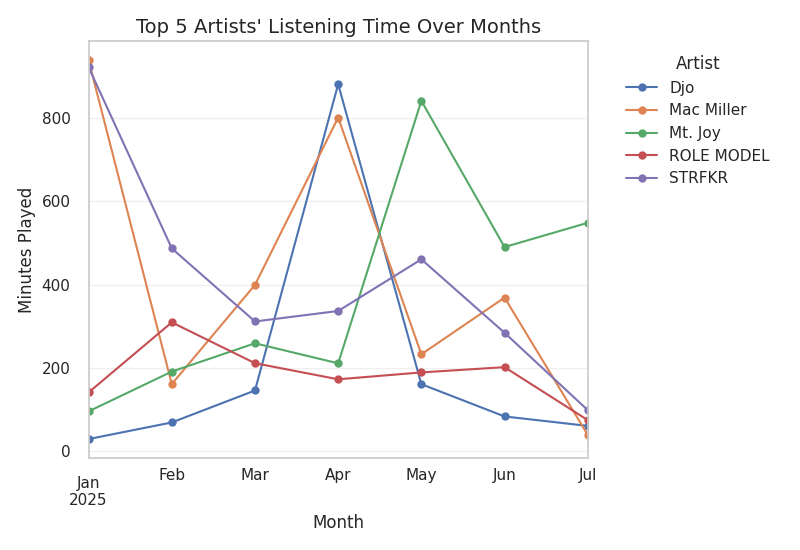 Top 5 Artists' Listening Time Over Months
Minutes Played
800
600
400
200
0
Jan
2025
Feb
Mar
Apr
May
Jun
Jul
Month
Artist
Djo
Mac Miller
Mt. Joy
ROLE MODEL
STRFKR